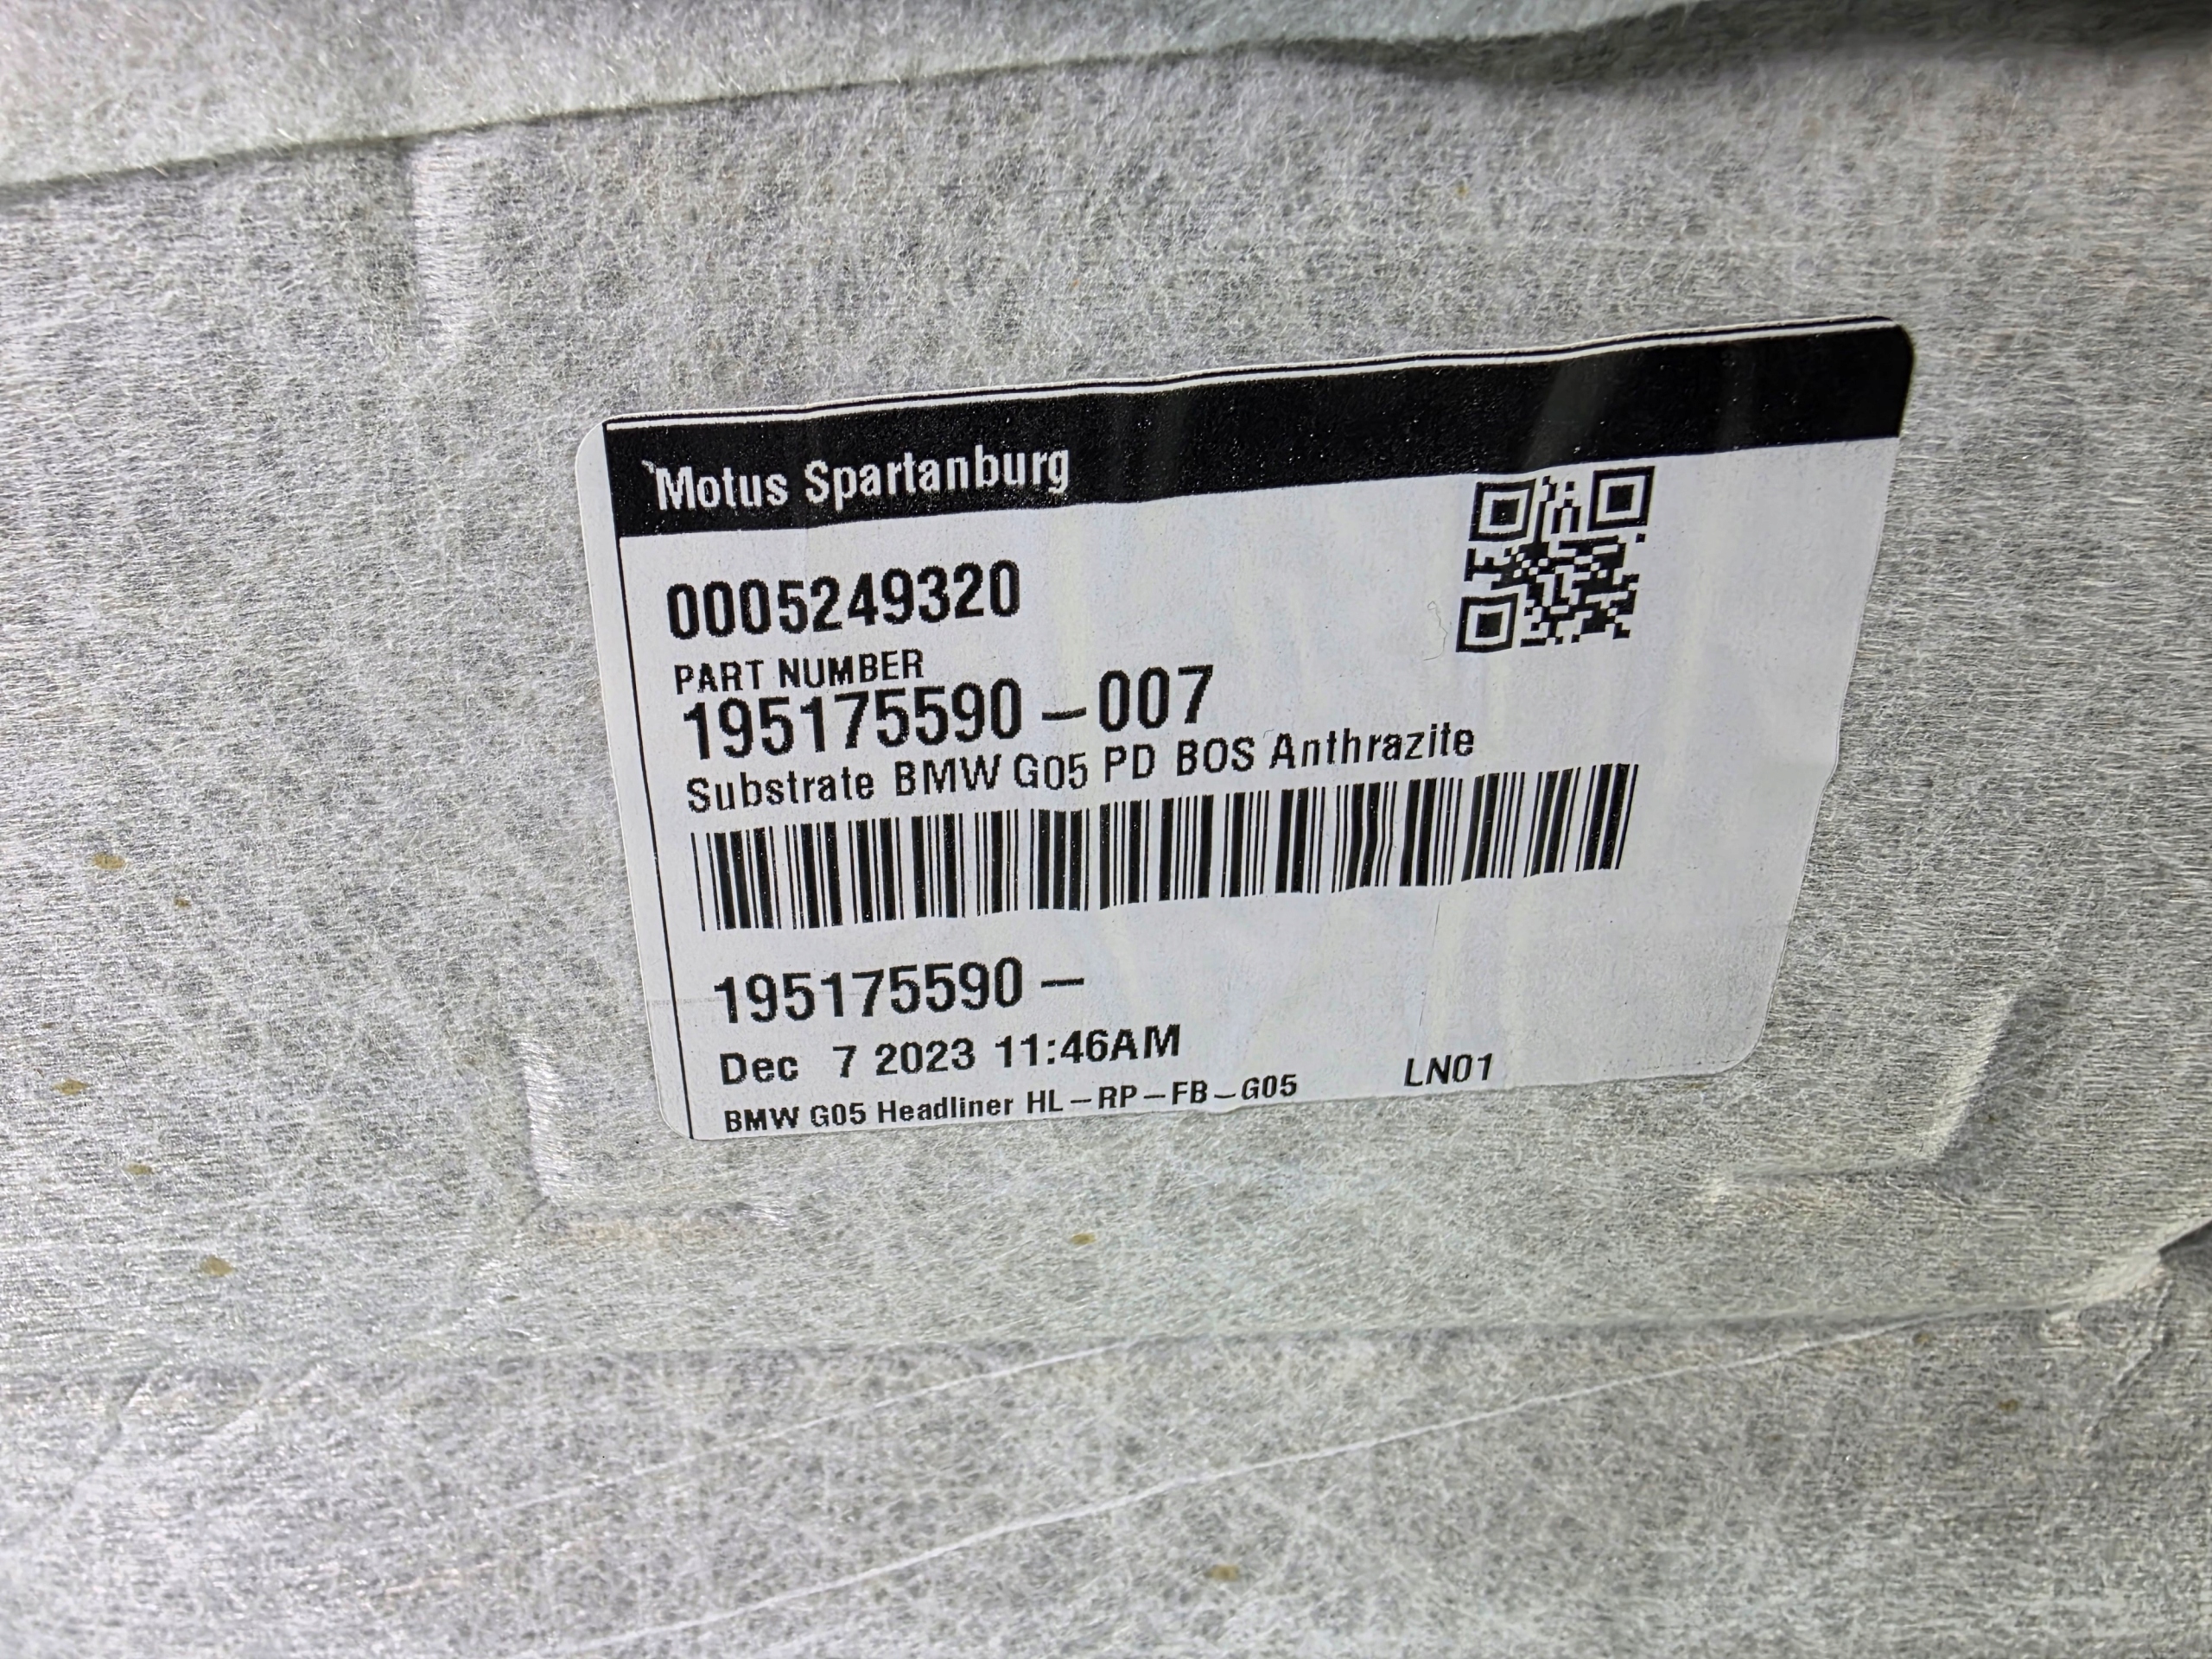 Motus Spartanburg
0005249320
PART NUMBER
195175590-007
Substrate BMW G05 PD BOS Anthrazite
195175590-
Dec 7 2023 11:46AM
BMW G05 Headliner HL-RP-FB-G05 LN01